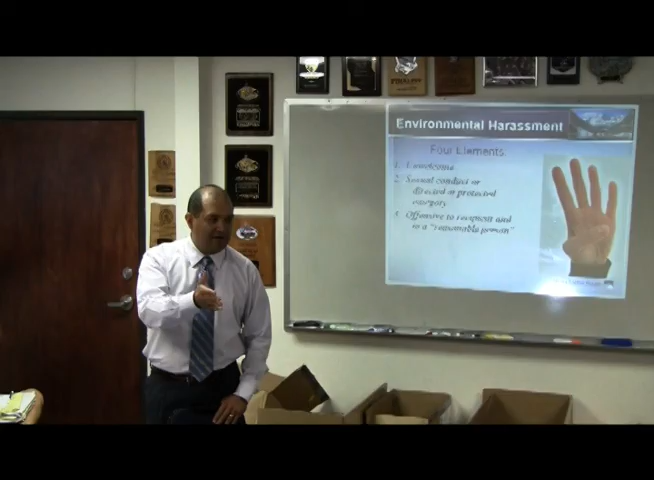 Environmental Harassment
Four Elements
1. Unwelcome
2. Sexual conduct or
directed at protected
category
3. Offensive to recipient and
to a "reasonable person"